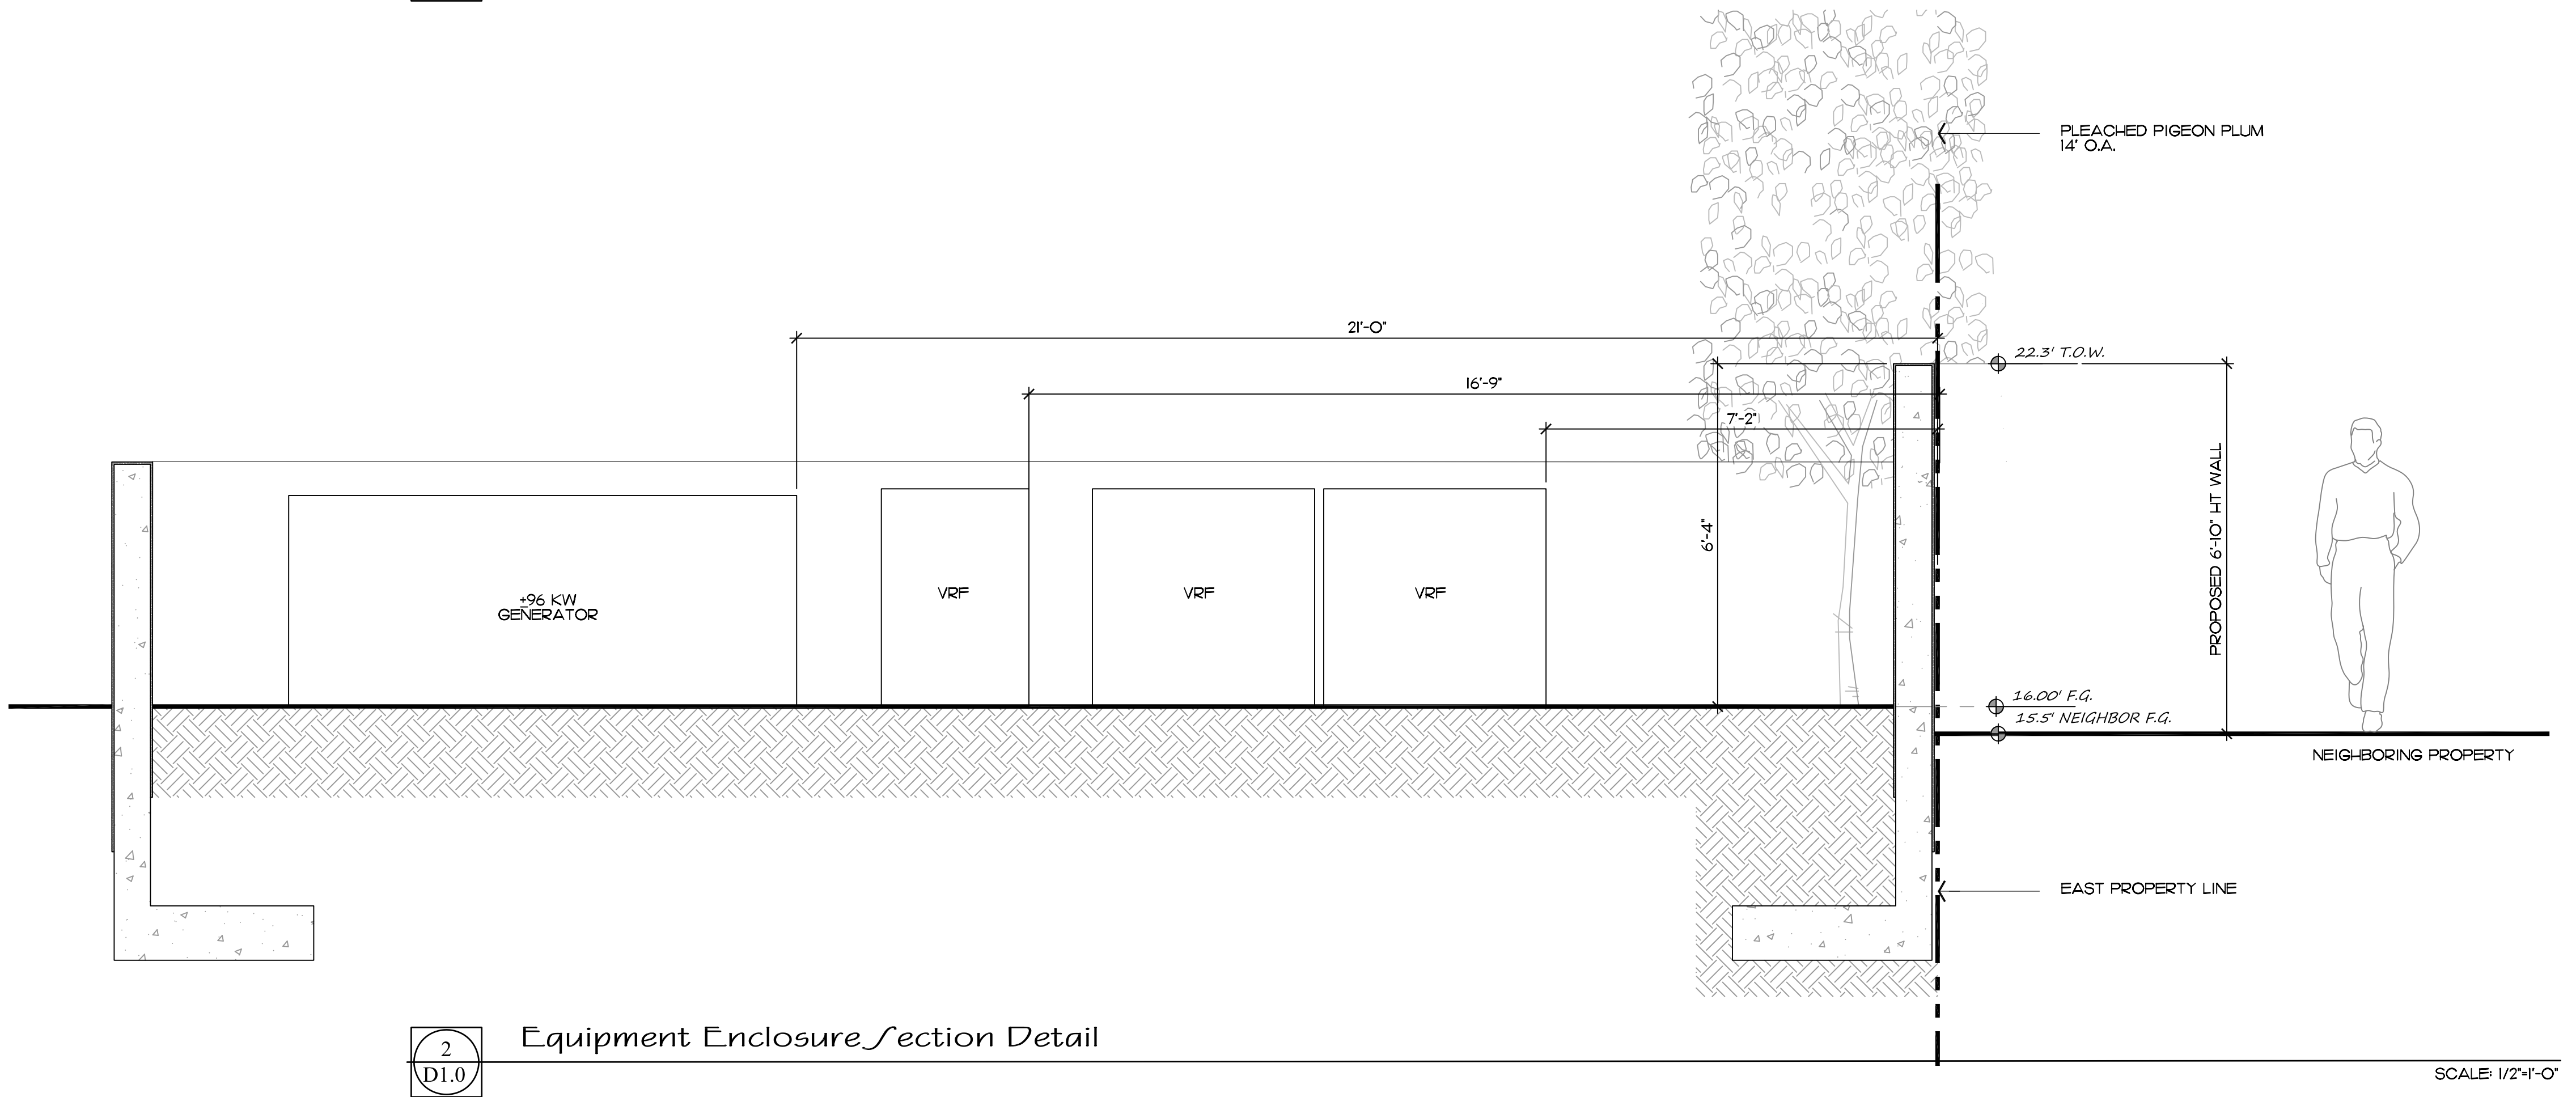 PLEACHED PIGEON PLUM
14' O.A.
21'-0"
22.3' T.O.W.
16'-9"
7'-2"
6'-4"
PROPOSED 6'-10" HT WALL
±96 KW
GENERATOR
VRF
VRF
VRF
16.00' F.G.
15.5' NEIGHBOR F.G.
NEIGHBORING PROPERTY
EAST PROPERTY LINE
2
D1.0
Equipment Enclosure Section Detail
SCALE: 1/2"=1'-0"